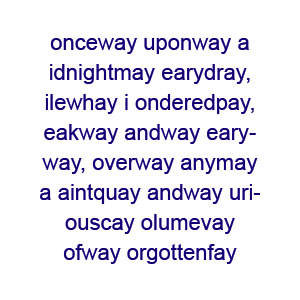 onceway uponway a
idnightmay earydray,
ilewhay i onderedpay,
eakway andway eary-
way, overway anymay
a aintquay andway uri-
ouscay olumevay
ofway orgottenfay